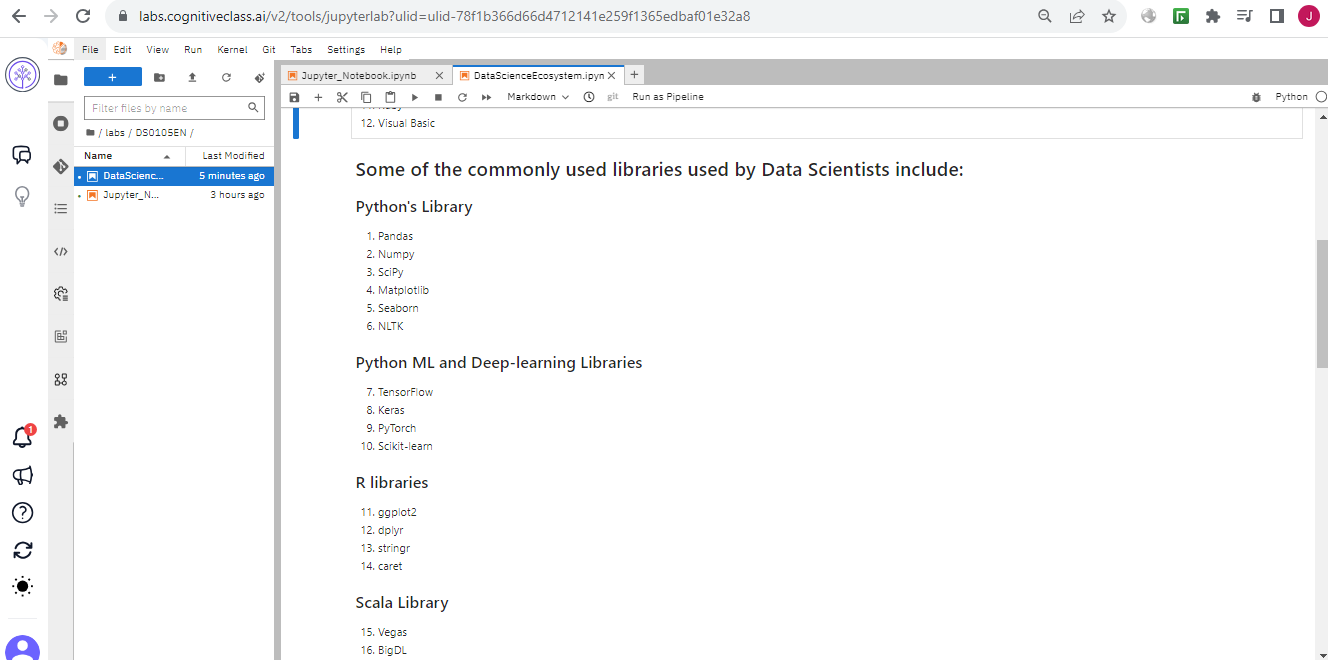 labs.cognitiveclass.ai/v2/tools/jupyterlab?ulid=ulid-78f1b366d66d4712141e259f1365edbaf01e32a8
J
File Edit View Run Kernel Git Tabs Settings Help
+
Filter files by name
/ labs / DS0105EN /
Name Last Modified
DataScienc... 5 minutes ago
Jupyter_N... 3 hours ago
1
Jupyter_Notebook.ipynb
DataScienceEcosystem.ipyn
+
Markdown git Run as Pipeline Python
12. Visual Basic
Some of the commonly used libraries used by Data Scientists include:
Python's Library
1. Pandas
2. Numpy
3. SciPy
4. Matplotlib
5. Seaborn
6. NLTK
Python ML and Deep-learning Libraries
7. TensorFlow
8. Keras
9. PyTorch
10. Scikit-learn
R libraries
11. ggplot2
12. dplyr
13. stringr
14. caret
Scala Library
15. Vegas
16. BigDL